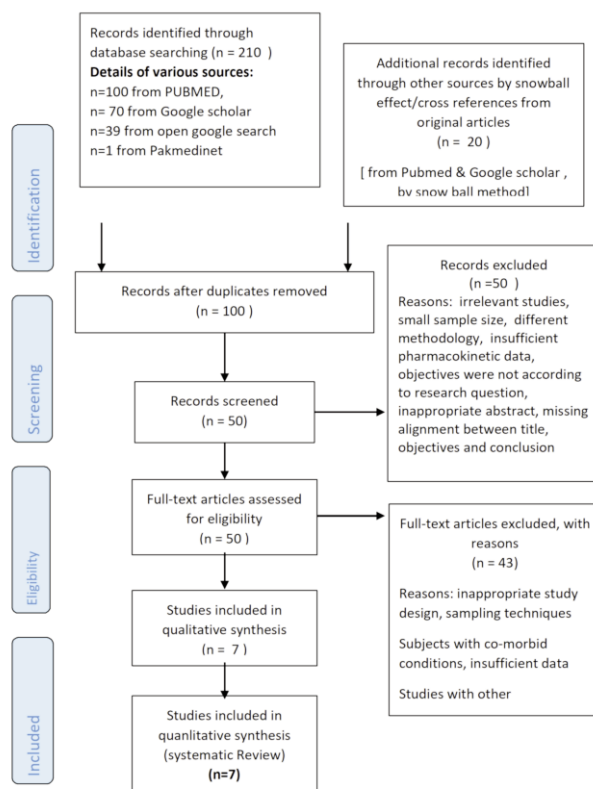 Records identified through
database searching (n = 210 )
Details of various sources:
n=100 from PUBMED,
n= 70 from Google scholar
n=39 from open google search
n=1 from Pakmedinet
Additional records identified
through other sources by snowball
effect/cross references from
original articles
(n = 20 )
[ from Pubmed & Google scholar ,
by snow ball method]
Identification
Records after duplicates removed
(n = 100 )
Records excluded
(n =50 )
Reasons: irrelevant studies,
small sample size, different
methodology, insufficient
pharmacokinetic data,
objectives were not according
to research question,
inappropriate abstract, missing
alignment between title,
objectives and conclusion
Screening
Records screened
(n = 50)
Full-text articles assessed
for eligibility
(n = 50 )
Full-text articles excluded, with
reasons
(n = 43)
Reasons: inappropriate study
design, sampling techniques
Subjects with co-morbid
conditions, insufficient data
Studies with other
Eligibility
Studies included in
qualitative synthesis
(n = 7 )
Included
Studies included in
quanlitative synthesis
(systematic Review)
(n=7)